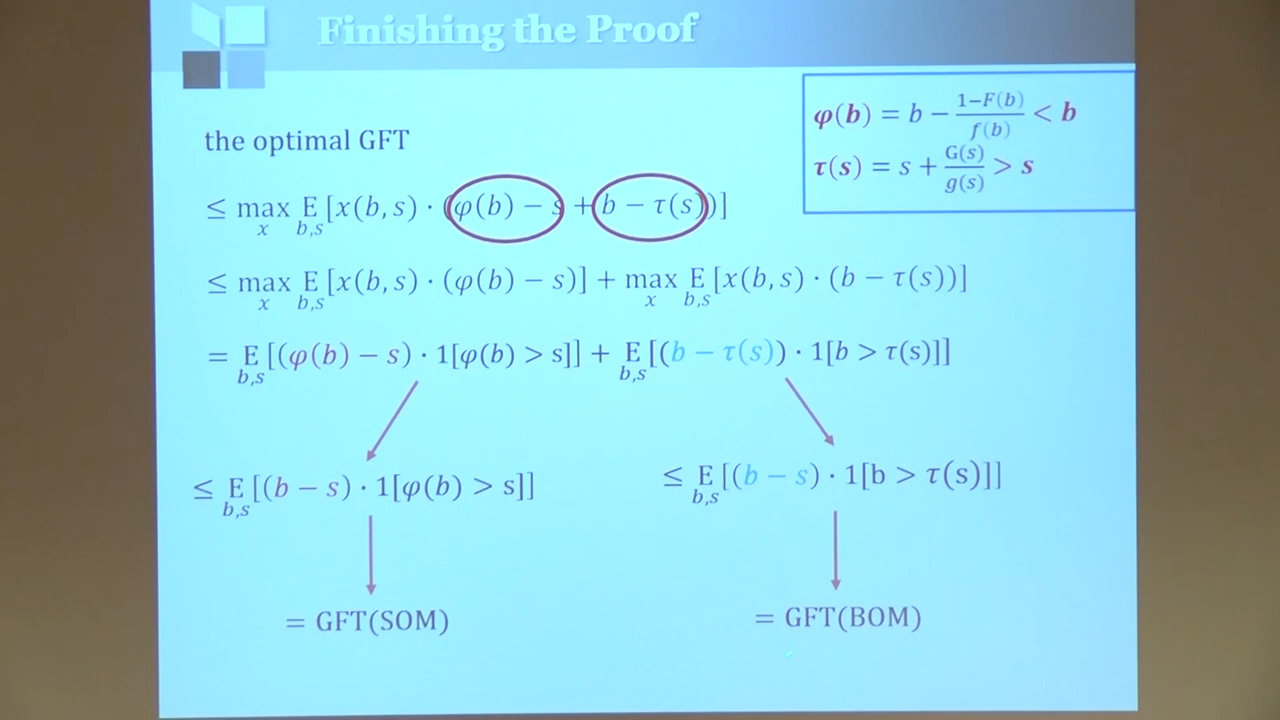 Finishing the Proof
φ(b) = b − 1−F(b)/f(b) < b
τ(s) = s + G(s)/g(s) > s
the optimal GFT
≤ max_x E_{b,s}[x(b,s) · (φ(b) − s + b − τ(s))]
≤ max_x E_{b,s}[x(b,s) · (φ(b) − s)] + max_x E_{b,s}[x(b,s) · (b − τ(s))]
= E_{b,s}[(φ(b) − s) · 1[φ(b) > s]] + E_{b,s}[(b − τ(s)) · 1[b > τ(s)]]
≤ E_{b,s}[(b − s) · 1[φ(b) > s]]
≤ E_{b,s}[(b − s) · 1[b > τ(s)]]
= GFT(SOM)
= GFT(BOM)